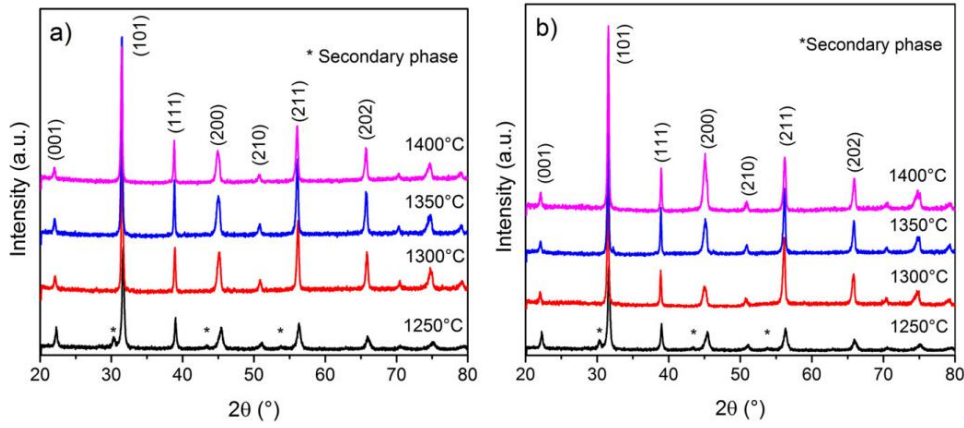 a)
* Secondary phase
(001)
(101)
(111)
(200)
(210)
(211)
(202)
1400°C
1350°C
1300°C
1250°C
* * *
Intensity (a.u.)
20 30 40 50 60 70 80
2θ (°)
b)
*Secondary phase
(001)
(101)
(111)
(200)
(210)
(211)
(202)
1400°C
1350°C
1300°C
1250°C
* * *
Intensity (a.u.)
20 30 40 50 60 70 80
2θ (°)